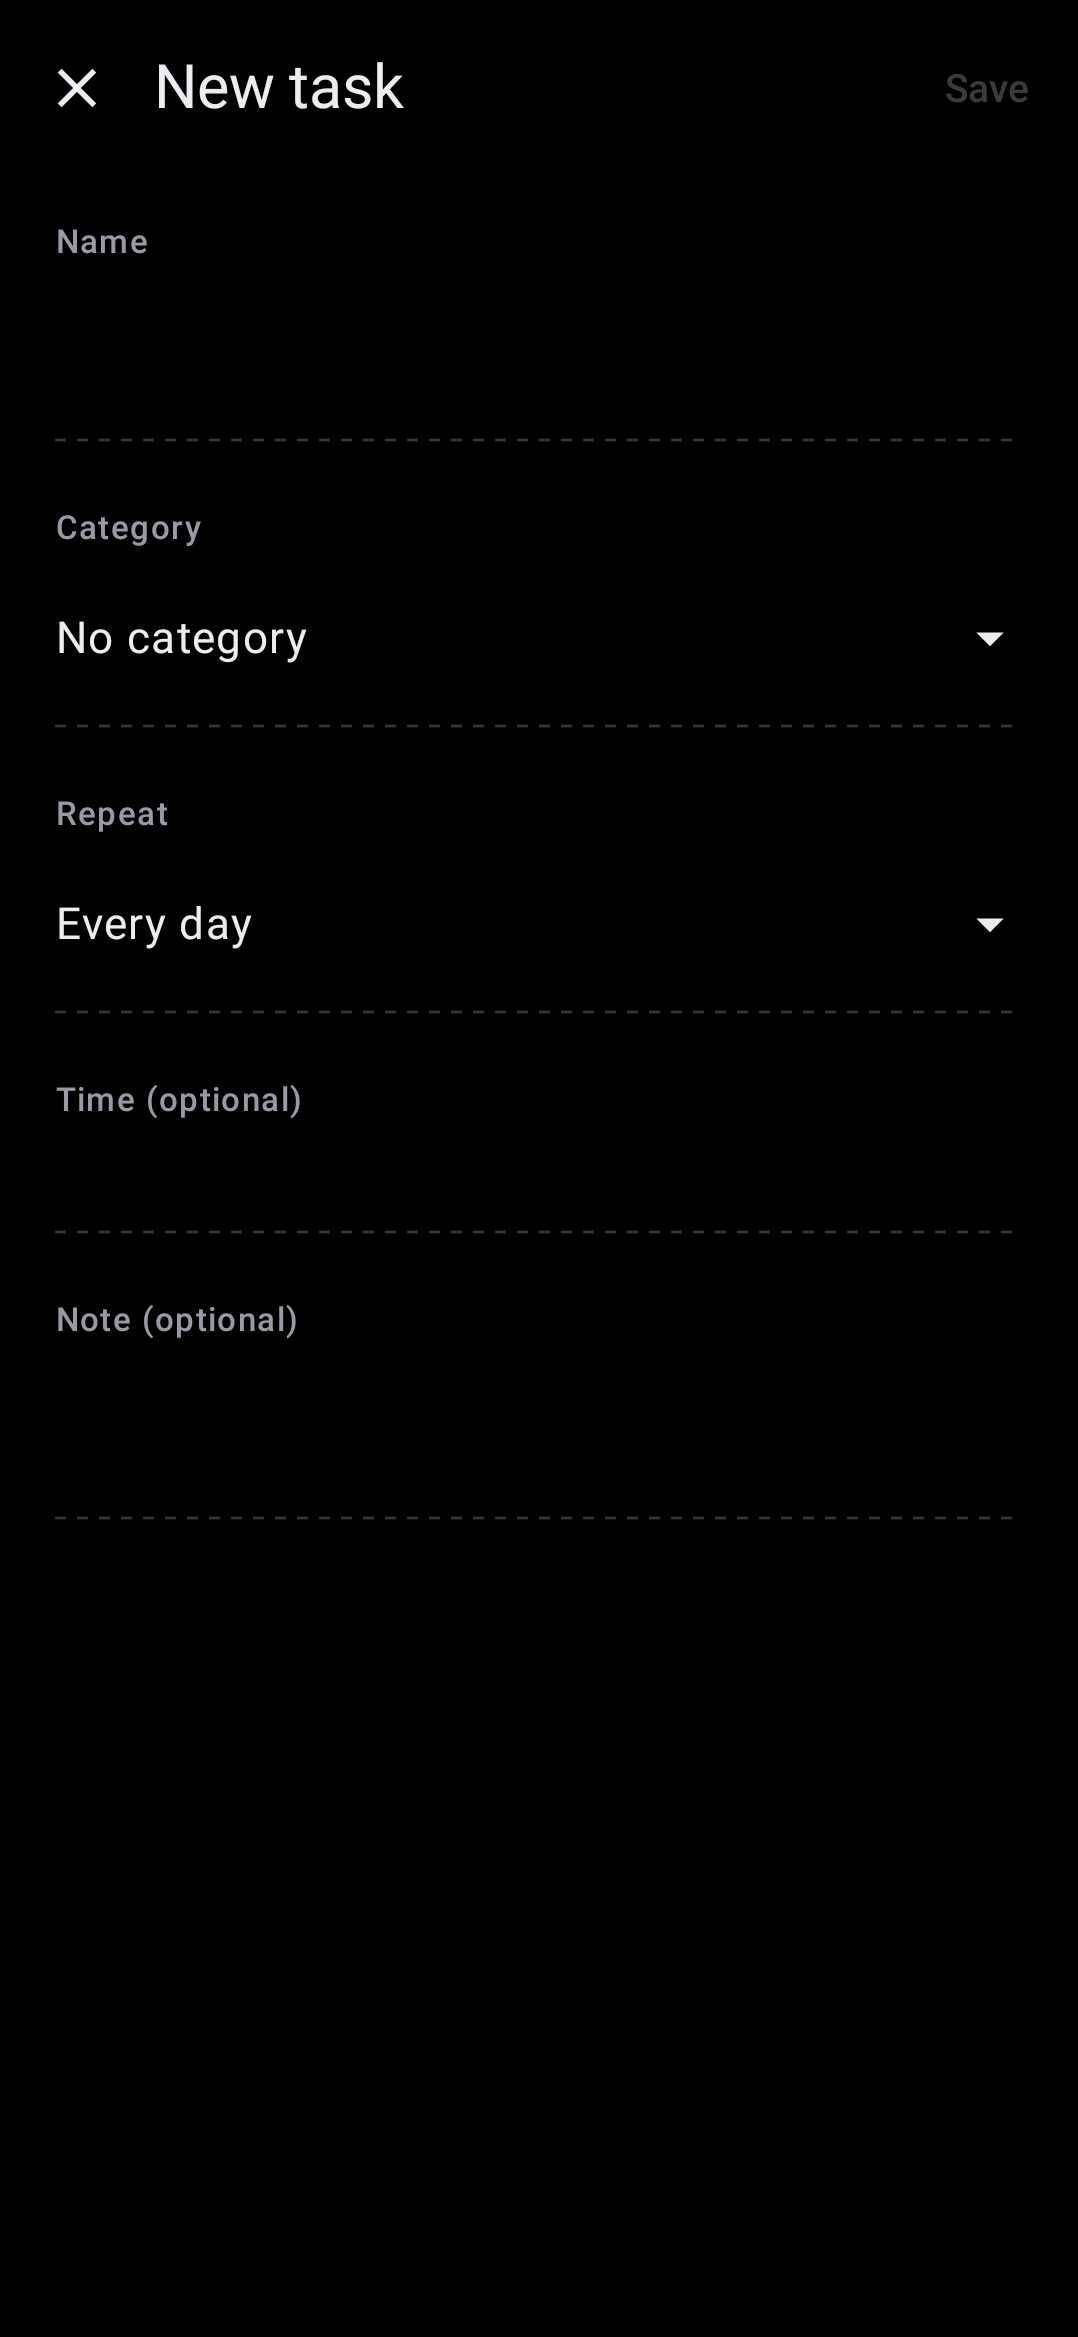 New task
Save
Name
Category
No category
Repeat
Every day
Time (optional)
Note (optional)